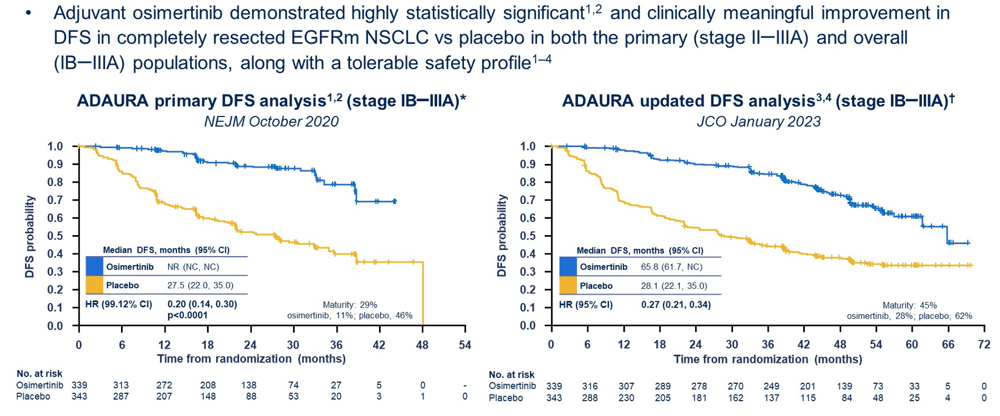 • Adjuvant osimertinib demonstrated highly statistically significant1,2 and clinically meaningful improvement in
DFS in completely resected EGFRm NSCLC vs placebo in both the primary (stage II─IIIA) and overall
(IB─IIIA) populations, along with a tolerable safety profile1–4
ADAURA primary DFS analysis1,2 (stage IB─IIIA)*
NEJM October 2020
1.0
0.9
0.8
0.7
0.6
0.5
0.4
0.3
0.2
0.1
0.0
DFS probability
Median DFS, months (95% CI)
Osimertinib NR (NC, NC)
Placebo 27.5 (22.0, 35.0)
HR (99.12% CI) 0.20 (0.14, 0.30)
p<0.0001
Maturity: 29%
osimertinib, 11%; placebo, 46%
0 6 12 18 24 30 36 42 48 54
Time from randomization (months)
No. at risk
Osimertinib 339 313 272 208 138 74 27 5 0 -
Placebo 343 287 207 148 88 53 20 3 1 0
ADAURA updated DFS analysis3,4 (stage IB─IIIA)†
JCO January 2023
1.0
0.9
0.8
0.7
0.6
0.5
0.4
0.3
0.2
0.1
0.0
DFS probability
Median DFS, months (95% CI)
Osimertinib 65.8 (61.7, NC)
Placebo 28.1 (22.1, 35.0)
HR (95% CI) 0.27 (0.21, 0.34)
Maturity: 45%
osimertinib, 28%; placebo, 62%
0 6 12 18 24 30 36 42 48 54 60 66 72
Time from randomization (months)
No. at risk
Osimertinib 339 316 307 289 278 270 249 201 139 73 33 5 0
Placebo 343 288 230 205 181 162 137 115 84 48 25 4 0